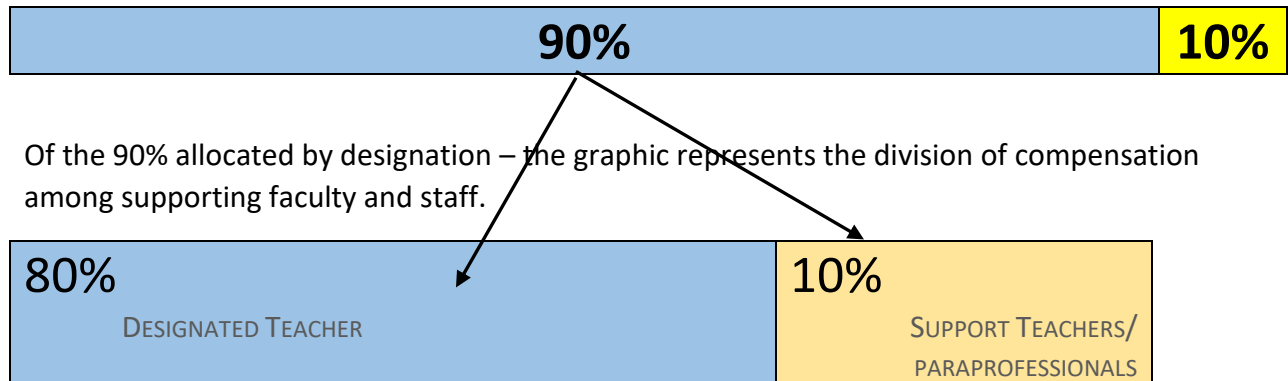 90% 10%
Of the 90% allocated by designation – the graphic represents the division of compensation
among supporting faculty and staff.
80% 10%
DESIGNATED TEACHER SUPPORT TEACHERS/
PARAPROFESSIONALS